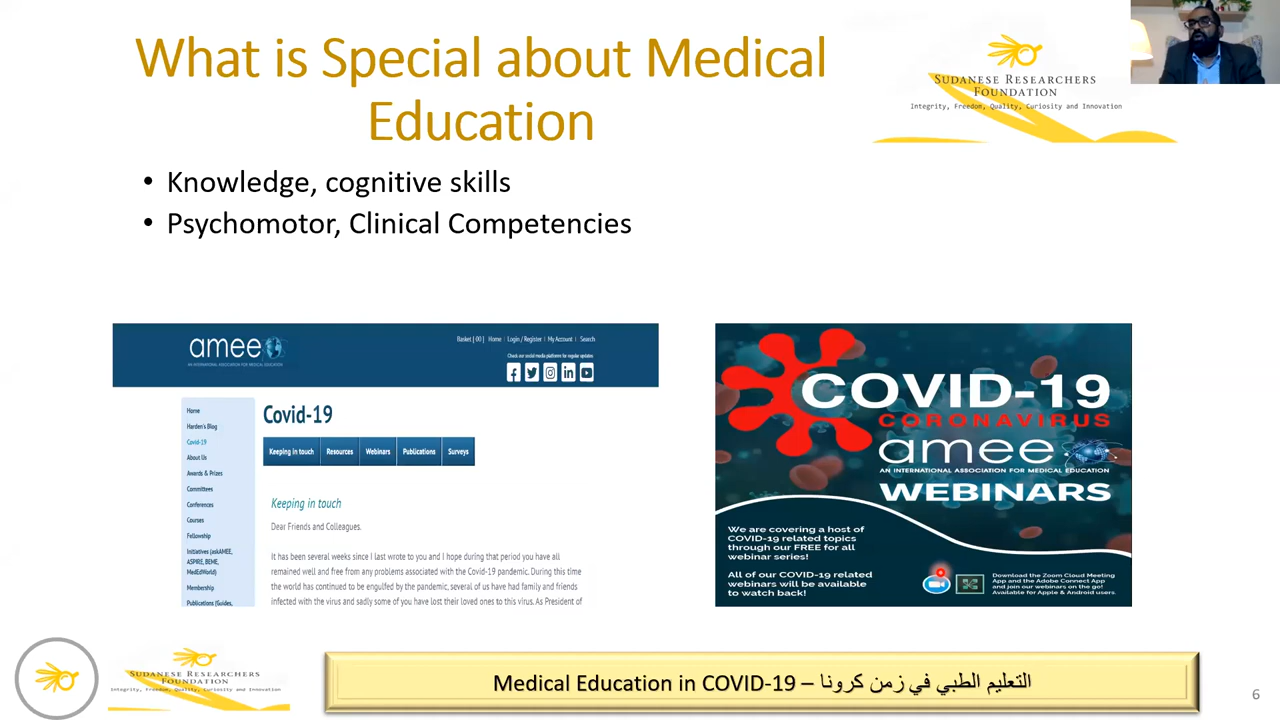 What is Special about Medical
Education
SUDANESE RESEARCHERS
FOUNDATION
Integrity, Freedom, Quality, Curiosity and Innovation
• Knowledge, cognitive skills
• Psychomotor, Clinical Competencies
amee
AN INTERNATIONAL ASSOCIATION FOR MEDICAL EDUCATION
Basket [00] | Home | Login / Register | My Account | Search
Check our social media platforms for regular updates
Home
Harden's Blog
Covid-19
About Us
Awards & Prizes
Committees
Conferences
Courses
Fellowship
Initiatives (askAMEE,
ASPIRE, BEME,
MedEdWorld)
Membership
Publications (Guides,
Covid-19
Keeping in touch
Resources
Webinars
Publications
Surveys
Keeping in touch
Dear Friends and Colleagues,
It has been several weeks since I last wrote to you and I hope during that period you have all
remained well and free from any problems associated with the Covid-19 pandemic. During this time
the world has continued to be engulfed by the pandemic, several of us have had family and friends
infected with the virus and sadly some of you have lost their loved ones to this virus. As President of
COVID-19
CORONAVIRUS
amee
AN INTERNATIONAL ASSOCIATION FOR MEDICAL EDUCATION
WEBINARS
We are covering a host of
COVID-19 related topics
through our FREE for all
webinar series!
All of our COVID-19 related
webinars will be available
to watch back!
Download the Zoom Cloud Meeting
App and the Adobe Connect App
and join our webinars on the go!
Available for Apple & Android users.
SUDANESE RESEARCHERS
FOUNDATION
Integrity, Freedom, Quality, Curiosity and Innovation
Medical Education in COVID-19 – التعليم الطبي في زمن كرونا
6